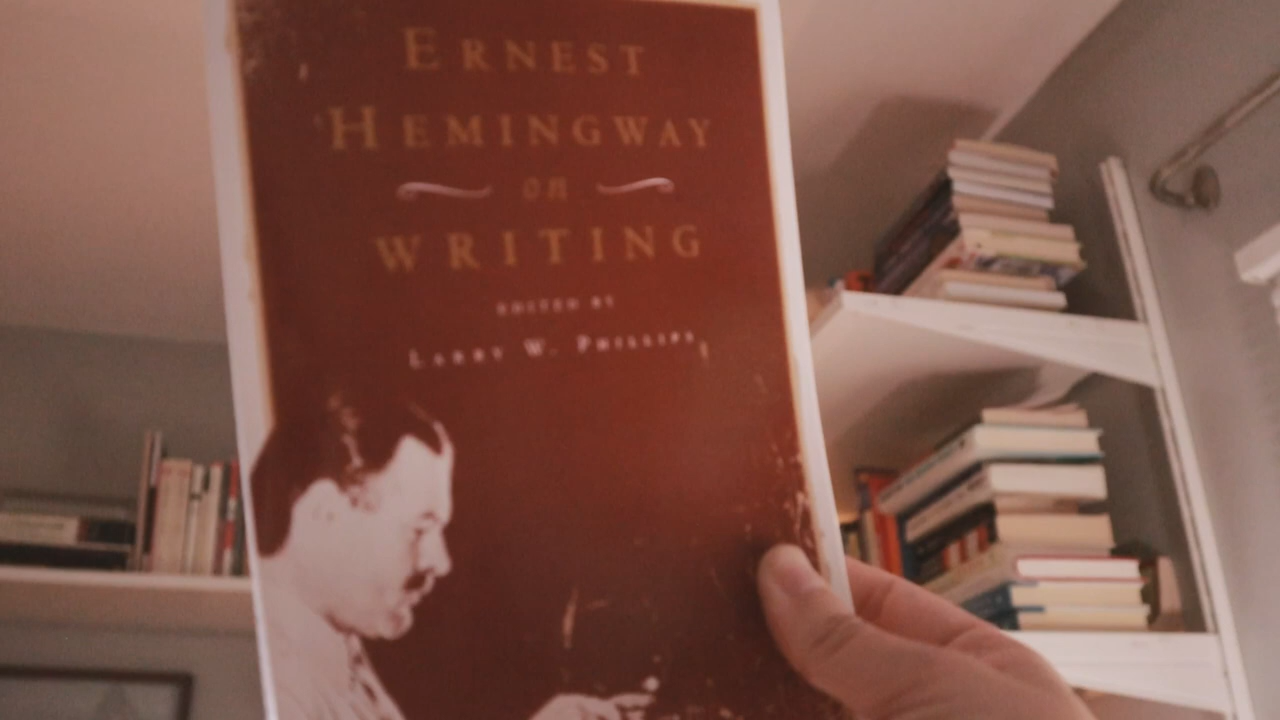 ERNEST
HEMINGWAY
on
WRITING
EDITED BY
LARRY W. PHILLIPS